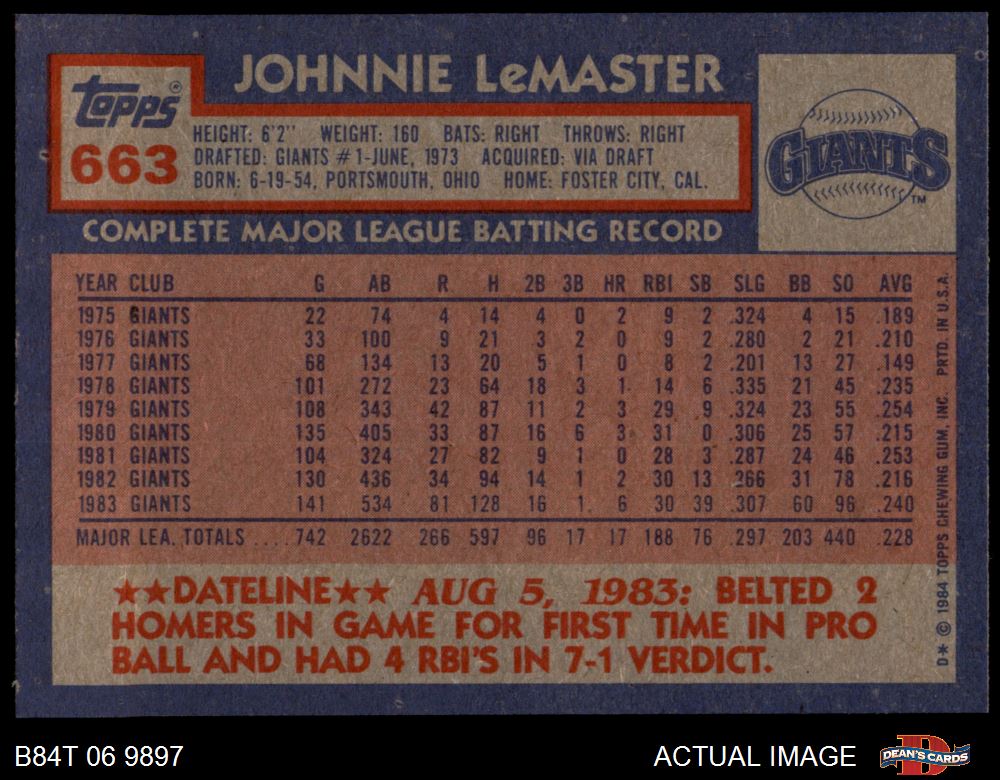 JOHNNIE LeMASTER
Topps®
663
HEIGHT: 6'2" WEIGHT: 160 BATS: RIGHT THROWS: RIGHT
DRAFTED: GIANTS #1-JUNE, 1973 ACQUIRED: VIA DRAFT
BORN: 6-19-54, PORTSMOUTH, OHIO HOME: FOSTER CITY, CAL.
GIANTS
TM
COMPLETE MAJOR LEAGUE BATTING RECORD
YEAR CLUB G AB R H 2B 3B HR RBI SB SLG BB SO AVG
1975 GIANTS 22 74 4 14 4 0 2 9 2 .324 4 15 .189
1976 GIANTS 33 100 9 21 3 2 0 9 2 .280 2 21 .210
1977 GIANTS 68 134 13 20 5 1 0 8 2 .201 13 27 .149
1978 GIANTS 101 272 23 64 18 3 1 14 6 .335 21 45 .235
1979 GIANTS 108 343 42 87 11 2 3 29 9 .324 23 55 .254
1980 GIANTS 135 405 33 87 16 6 3 31 0 .306 25 57 .215
1981 GIANTS 104 324 27 82 9 1 0 28 3 .287 24 46 .253
1982 GIANTS 130 436 34 94 14 1 2 30 13 .266 31 78 .216
1983 GIANTS 141 534 81 128 16 1 6 30 39 .307 60 96 .240
MAJOR LEA. TOTALS .... 742 2622 266 597 96 17 17 188 76 .297 203 440 .228
★★DATELINE★★ AUG 5, 1983: BELTED 2
HOMERS IN GAME FOR FIRST TIME IN PRO
BALL AND HAD 4 RBI'S IN 7-1 VERDICT.
D* © 1984 TOPPS CHEWING GUM, INC. PRTD. IN U.S.A.
B84T 06 9897
ACTUAL IMAGE
DEAN'S CARDS